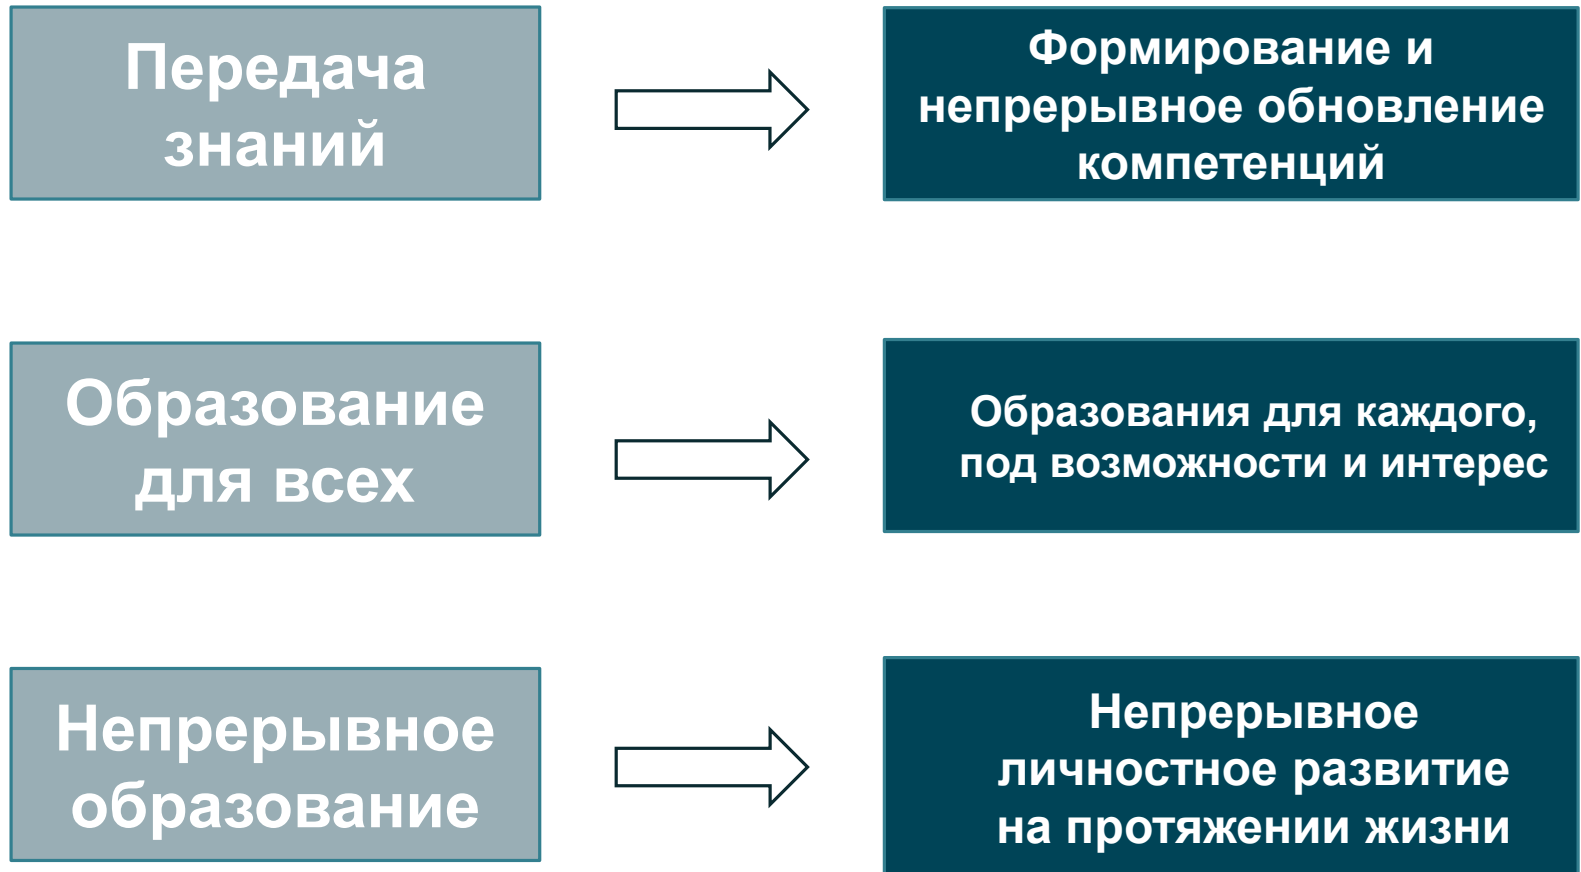 Передача
знаний
Формирование и
непрерывное обновление
компетенций
Образование
для всех
Образования для каждого,
под возможности и интерес
Непрерывное
образование
Непрерывное
личностное развитие
на протяжении жизни